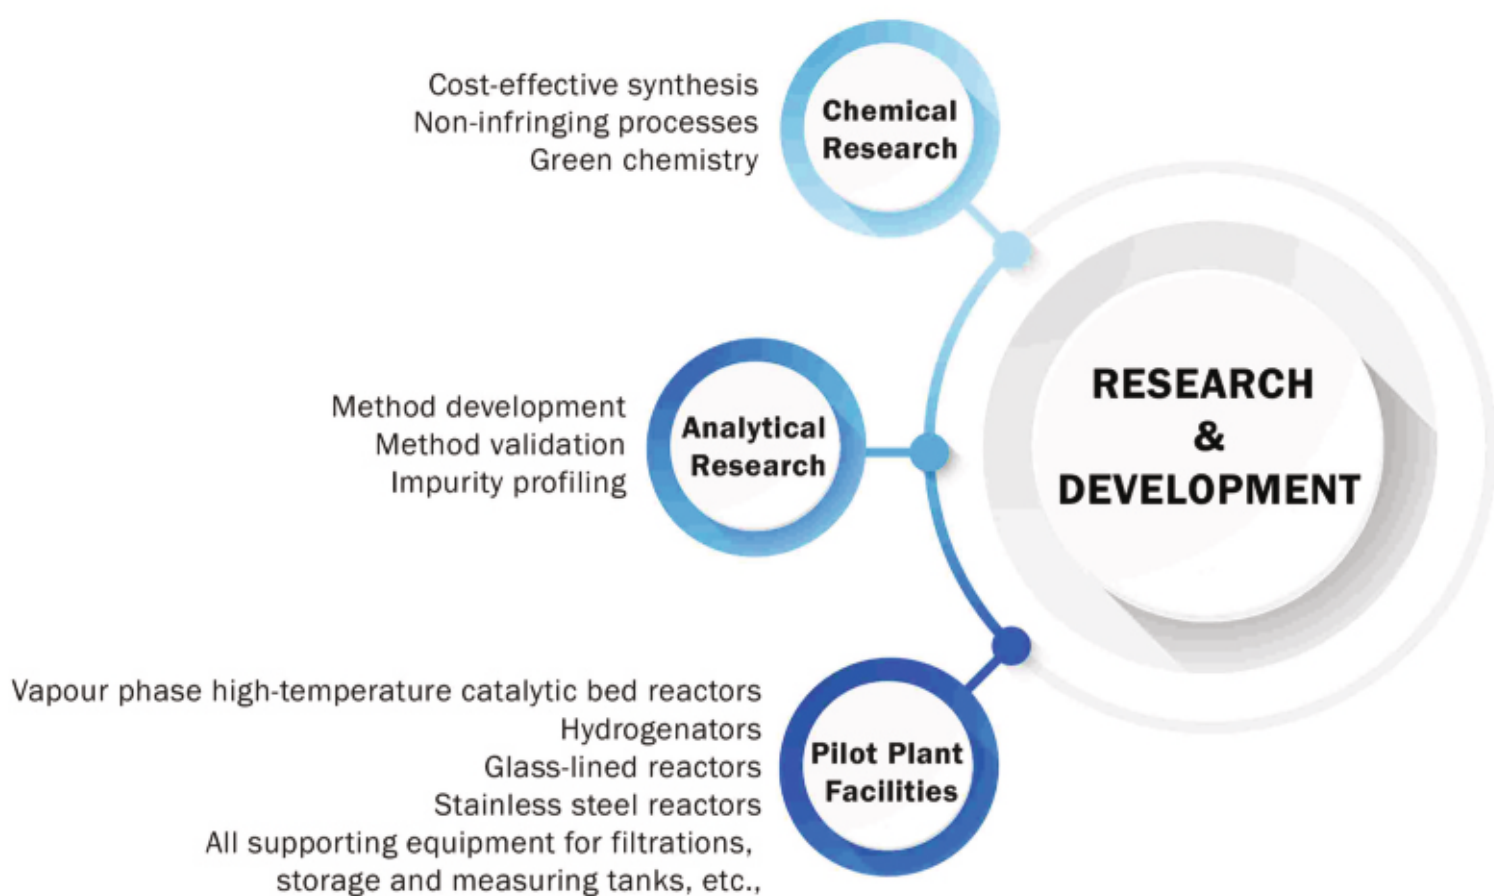 Cost-effective synthesis
Non-infringing processes
Green chemistry
Chemical
Research
Method development
Method validation
Impurity profiling
Analytical
Research
RESEARCH
&
DEVELOPMENT
Vapour phase high-temperature catalytic bed reactors
Hydrogenators
Glass-lined reactors
Stainless steel reactors
All supporting equipment for filtrations,
storage and measuring tanks, etc.,
Pilot Plant
Facilities